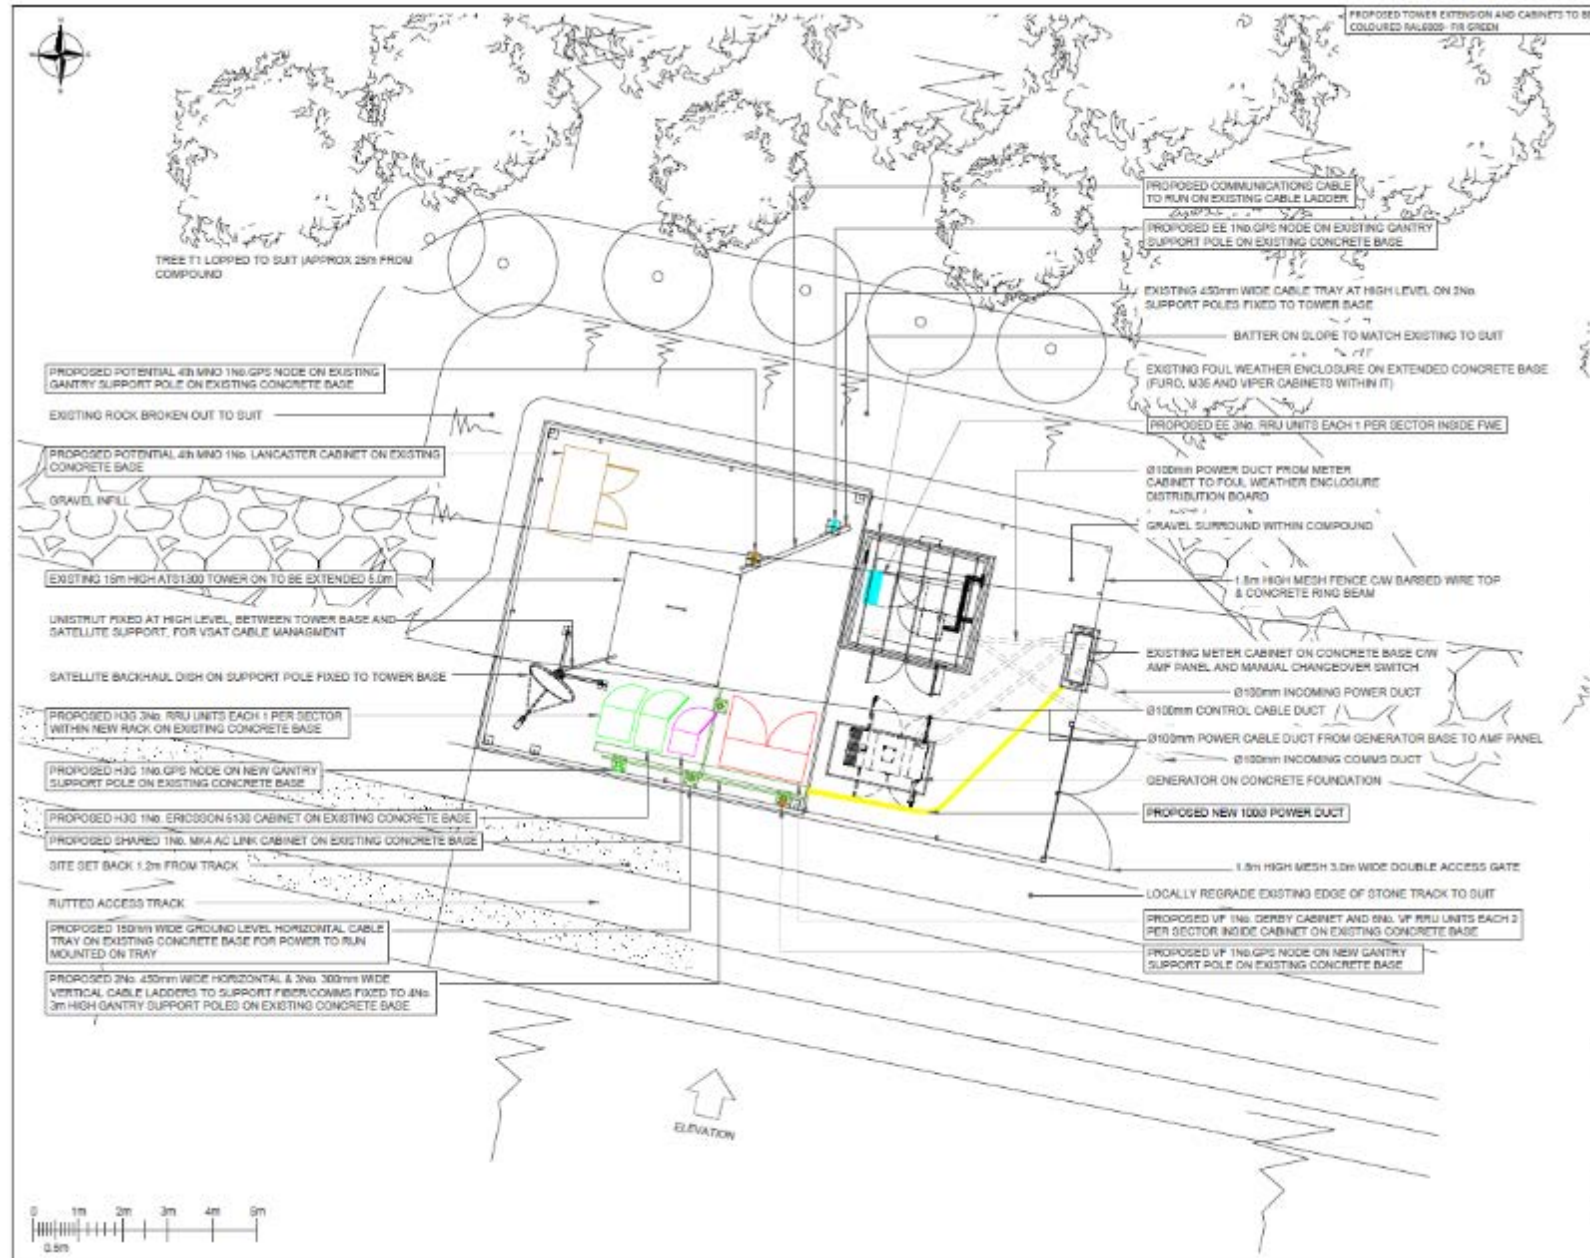 PROPOSED TOWER EXTENSION AND CABINETS TO BE
COLOURED RAL6009- FIR GREEN
PROPOSED COMMUNICATIONS CABLE
TO RUN ON EXISTING CABLE LADDER
PROPOSED EE 1No.GPS NODE ON EXISTING GANTRY
SUPPORT POLE ON EXISTING CONCRETE BASE
TREE T1 LOPPED TO SUIT (APPROX 25m FROM
COMPOUND
EXISTING 450mm WIDE CABLE TRAY AT HIGH LEVEL ON 2No.
SUPPORT POLES FIXED TO TOWER BASE
BATTER ON SLOPE TO MATCH EXISTING TO SUIT
PROPOSED POTENTIAL 4th MNO 1No.GPS NODE ON EXISTING
GANTRY SUPPORT POLE ON EXISTING CONCRETE BASE
EXISTING FOUL WEATHER ENCLOSURE ON EXTENDED CONCRETE BASE
(FURO, M35 AND VIPER CABINETS WITHIN IT)
EXISTING ROCK BROKEN OUT TO SUIT
PROPOSED EE 3No. RRU UNITS EACH 1 PER SECTOR INSIDE FWE
PROPOSED POTENTIAL 4th MNO 1No. LANCASTER CABINET ON EXISTING
CONCRETE BASE
Ø100mm POWER DUCT FROM METER
CABINET TO FOUL WEATHER ENCLOSURE
DISTRIBUTION BOARD
GRAVEL INFILL
GRAVEL SURROUND WITHIN COMPOUND
EXISTING 15m HIGH ATS1300 TOWER ON TO BE EXTENDED 5.0m
1.8m HIGH MESH FENCE C/W BARBED WIRE TOP
& CONCRETE RING BEAM
UNISTRUT FIXED AT HIGH LEVEL, BETWEEN TOWER BASE AND
SATELLITE SUPPORT, FOR VSAT CABLE MANAGMENT
EXISTING METER CABINET ON CONCRETE BASE C/W
AMF PANEL AND MANUAL CHANGEOVER SWITCH
SATELLITE BACKHAUL DISH ON SUPPORT POLE FIXED TO TOWER BASE
Ø100mm INCOMING POWER DUCT
Ø100mm CONTROL CABLE DUCT
PROPOSED H3G 3No. RRU UNITS EACH 1 PER SECTOR
WITHIN NEW RACK ON EXISTING CONCRETE BASE
Ø100mm POWER CABLE DUCT FROM GENERATOR BASE TO AMF PANEL
Ø100mm INCOMING COMMS DUCT
PROPOSED H3G 1No.GPS NODE ON NEW GANTRY
SUPPORT POLE ON EXISTING CONCRETE BASE
GENERATOR ON CONCRETE FOUNDATION
PROPOSED H3G 1No. ERICSSON 6130 CABINET ON EXISTING CONCRETE BASE
PROPOSED NEW 100Ø POWER DUCT
PROPOSED SHARED 1No. MK4 AC LINK CABINET ON EXISTING CONCRETE BASE
SITE SET BACK 1.2m FROM TRACK
1.8m HIGH MESH 3.0m WIDE DOUBLE ACCESS GATE
LOCALLY REGRADE EXISTING EDGE OF STONE TRACK TO SUIT
RUTTED ACCESS TRACK
PROPOSED VF 1No. DERBY CABINET AND 6No. VF RRU UNITS EACH 2
PER SECTOR INSIDE CABINET ON EXISTING CONCRETE BASE
PROPOSED 150mm WIDE GROUND LEVEL HORIZONTAL CABLE
TRAY ON EXISTING CONCRETE BASE FOR POWER TO RUN
MOUNTED ON TRAY
PROPOSED VF 1No.GPS NODE ON NEW GANTRY
SUPPORT POLE ON EXISTING CONCRETE BASE
PROPOSED 2No. 450mm WIDE HORIZONTAL & 3No. 300mm WIDE
VERTICAL CABLE LADDERS TO SUPPORT FIBER/COMMS FIXED TO 4No.
3m HIGH GANTRY SUPPORT POLES ON EXISTING CONCRETE BASE
ELEVATION
0 1m 2m 3m 4m 5m
0.5m